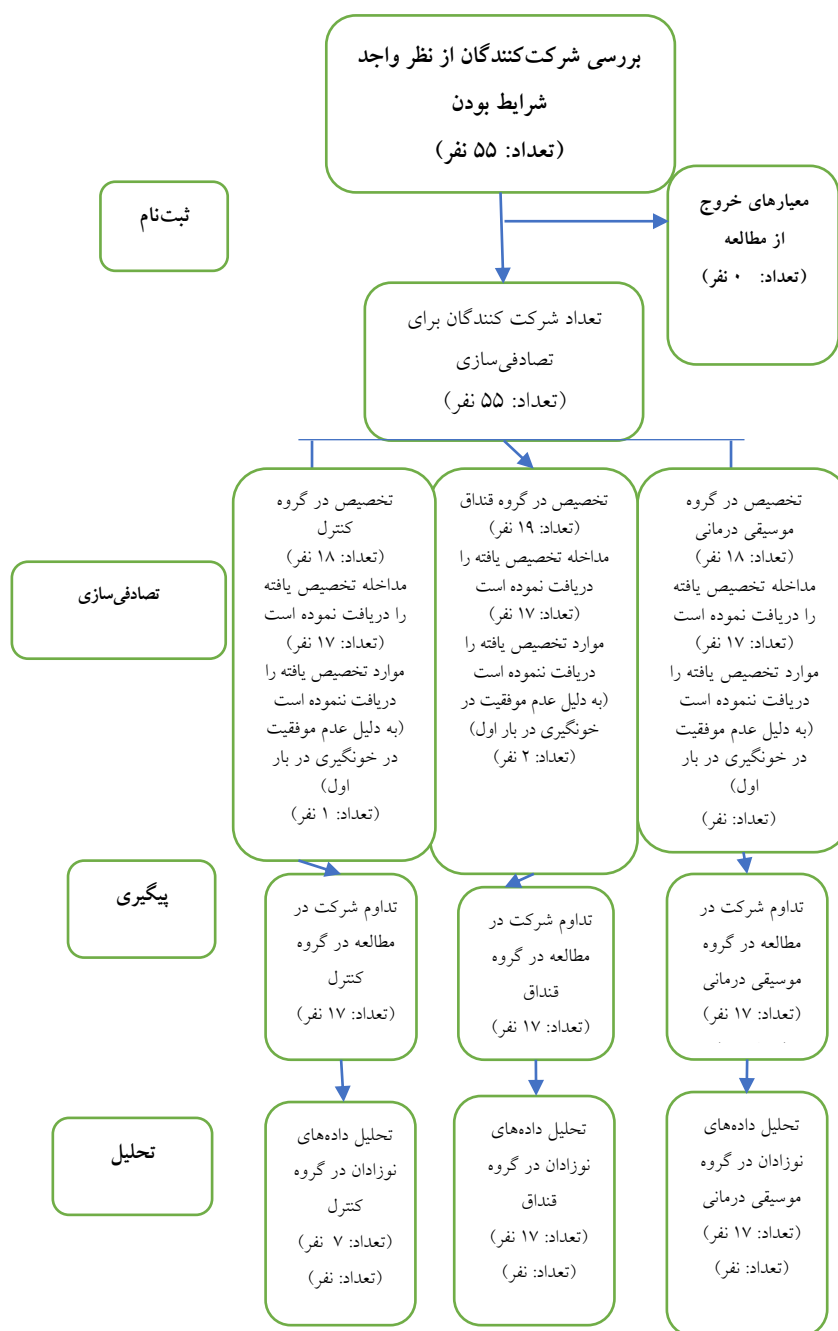 بررسی شرکت‌کنندگان از نظر واجد
شرایط بودن
(تعداد: ۵۵ نفر)
معیارهای خروج
از مطالعه
(تعداد: ۰ نفر)
ثبت‌نام
تعداد شرکت کنندگان برای
تصادفی‌سازی
(تعداد: ۵۵ نفر)
تخصیص در گروه
موسیقی درمانی
(تعداد: ۱۸ نفر)
مداخله تخصیص یافته
را دریافت نموده است
(تعداد: ۱۷ نفر)
موارد تخصیص یافته را
دریافت ننموده است
(به دلیل عدم موفقیت
در خونگیری در بار
اول)
(تعداد: نفر)
تخصیص در گروه قنداق
(تعداد: ۱۹ نفر)
مداخله تخصیص یافته را
دریافت نموده است
(تعداد: ۱۷ نفر)
موارد تخصیص یافته را
دریافت ننموده است
(به دلیل عدم موفقیت در
خونگیری در بار اول)
(تعداد: ۲ نفر)
تخصیص در گروه
کنترل
(تعداد: ۱۸ نفر)
مداخله تخصیص یافته
را دریافت نموده است
(تعداد: ۱۷ نفر)
موارد تخصیص یافته را
دریافت ننموده است
(به دلیل عدم موفقیت
در خونگیری در بار
اول)
(تعداد: ۱ نفر)
تصادفی‌سازی
تداوم شرکت در
مطالعه در گروه
موسیقی درمانی
(تعداد: ۱۷ نفر)
تداوم شرکت در
مطالعه در گروه
قنداق
(تعداد: ۱۷ نفر)
تداوم شرکت در
مطالعه در گروه
کنترل
(تعداد: ۱۷ نفر)
پیگیری
تحلیل داده‌های
نوزادان در گروه
موسیقی درمانی
(تعداد: ۱۷ نفر)
(تعداد: نفر)
تحلیل داده‌های
نوزادان در گروه
قنداق
(تعداد: ۱۷ نفر)
(تعداد: نفر)
تحلیل داده‌های
نوزادان در گروه
کنترل
(تعداد: ۷ نفر)
(تعداد: نفر)
تحلیل